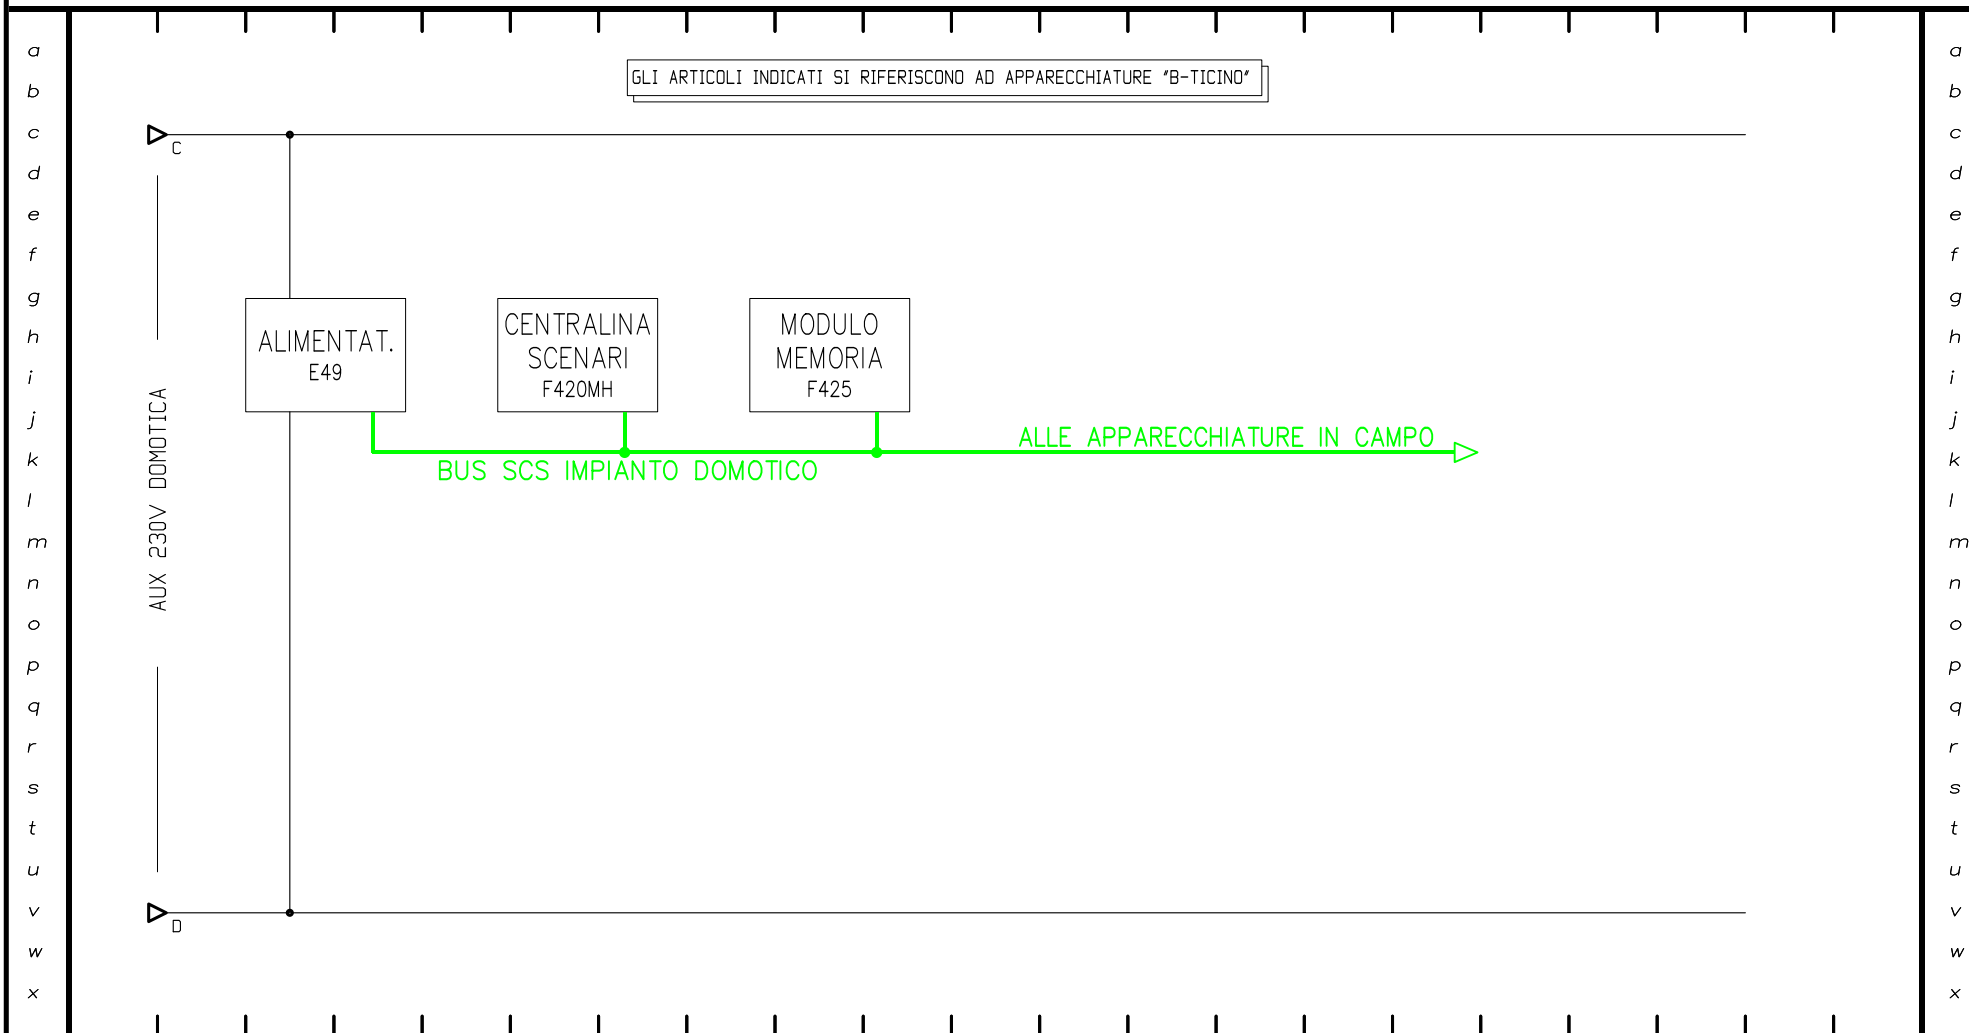 GLI ARTICOLI INDICATI SI RIFERISCONO AD APPARECCHIATURE "B-TICINO"
a a
b b
c c
C
d d
e e
f f
g g
h h
i i
j j
k k
l l
m m
n n
o o
p p
q q
r r
s s
t t
u u
v v
D
w w
x x
AUX 230V DOMOTICA
ALIMENTAT.
E49
CENTRALINA
SCENARI
F420MH
MODULO
MEMORIA
F425
ALLE APPARECCHIATURE IN CAMPO
BUS SCS IMPIANTO DOMOTICO